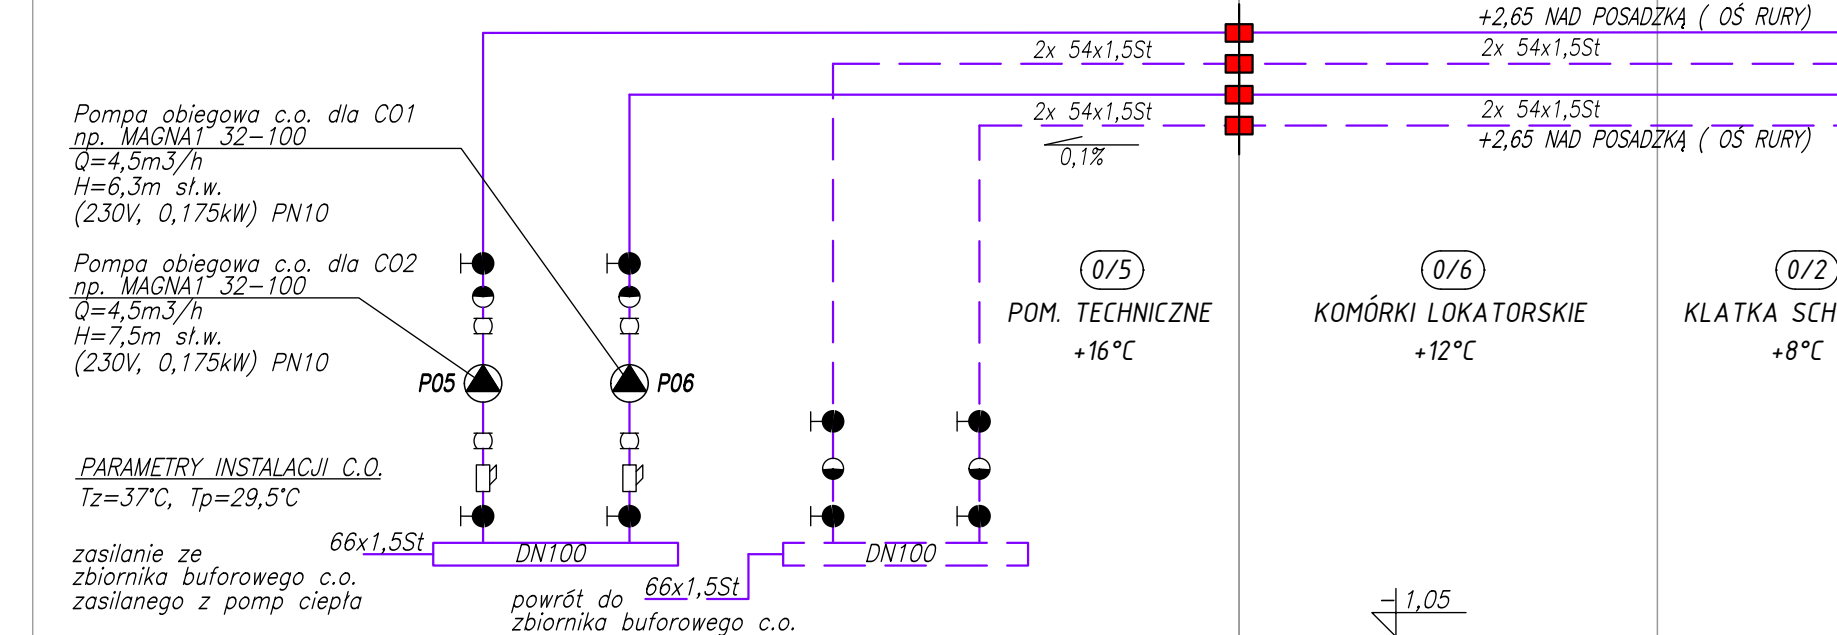 +2,65 NAD POSADZKĄ ( OŚ RURY)
2x 54x1,5St
2x 54x1,5St
2x 54x1,5St
2x 54x1,5St
+2,65 NAD POSADZKĄ ( OŚ RURY)
0,1%
Pompa obiegowa c.o. dla CO1
np. MAGNA1 32-100
Q=4,5m3/h
H=6,3m sł.w.
(230V, 0,175kW) PN10
Pompa obiegowa c.o. dla CO2
np. MAGNA1 32-100
Q=4,5m3/h
H=7,5m sł.w.
(230V, 0,175kW) PN10
P05
P06
0/5
POM. TECHNICZNE
+16°C
0/6
KOMÓRKI LOKATORSKIE
+12°C
0/2
KLATKA SCH
+8°C
PARAMETRY INSTALACJI C.O.
Tz=37°C, Tp=29,5°C
66x1,5St
DN100
DN100
zasilanie ze
zbiornika buforowego c.o.
zasilanego z pomp ciepła
66x1,5St
powrót do
zbiornika buforowego c.o.
-1,05